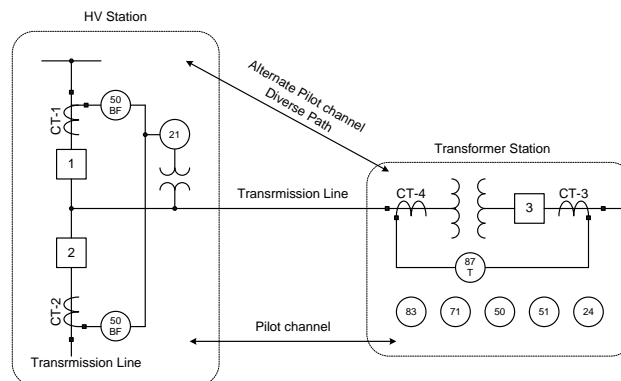 HV Station
CT-1
50
BF
21
1
Alternate Pilot channel
Diverse Path
Transformer Station
Transrmission Line
CT-4
CT-3
3
2
87
T
CT-2
50
BF
83
71
50
51
24
Pilot channel
Transrmission Line